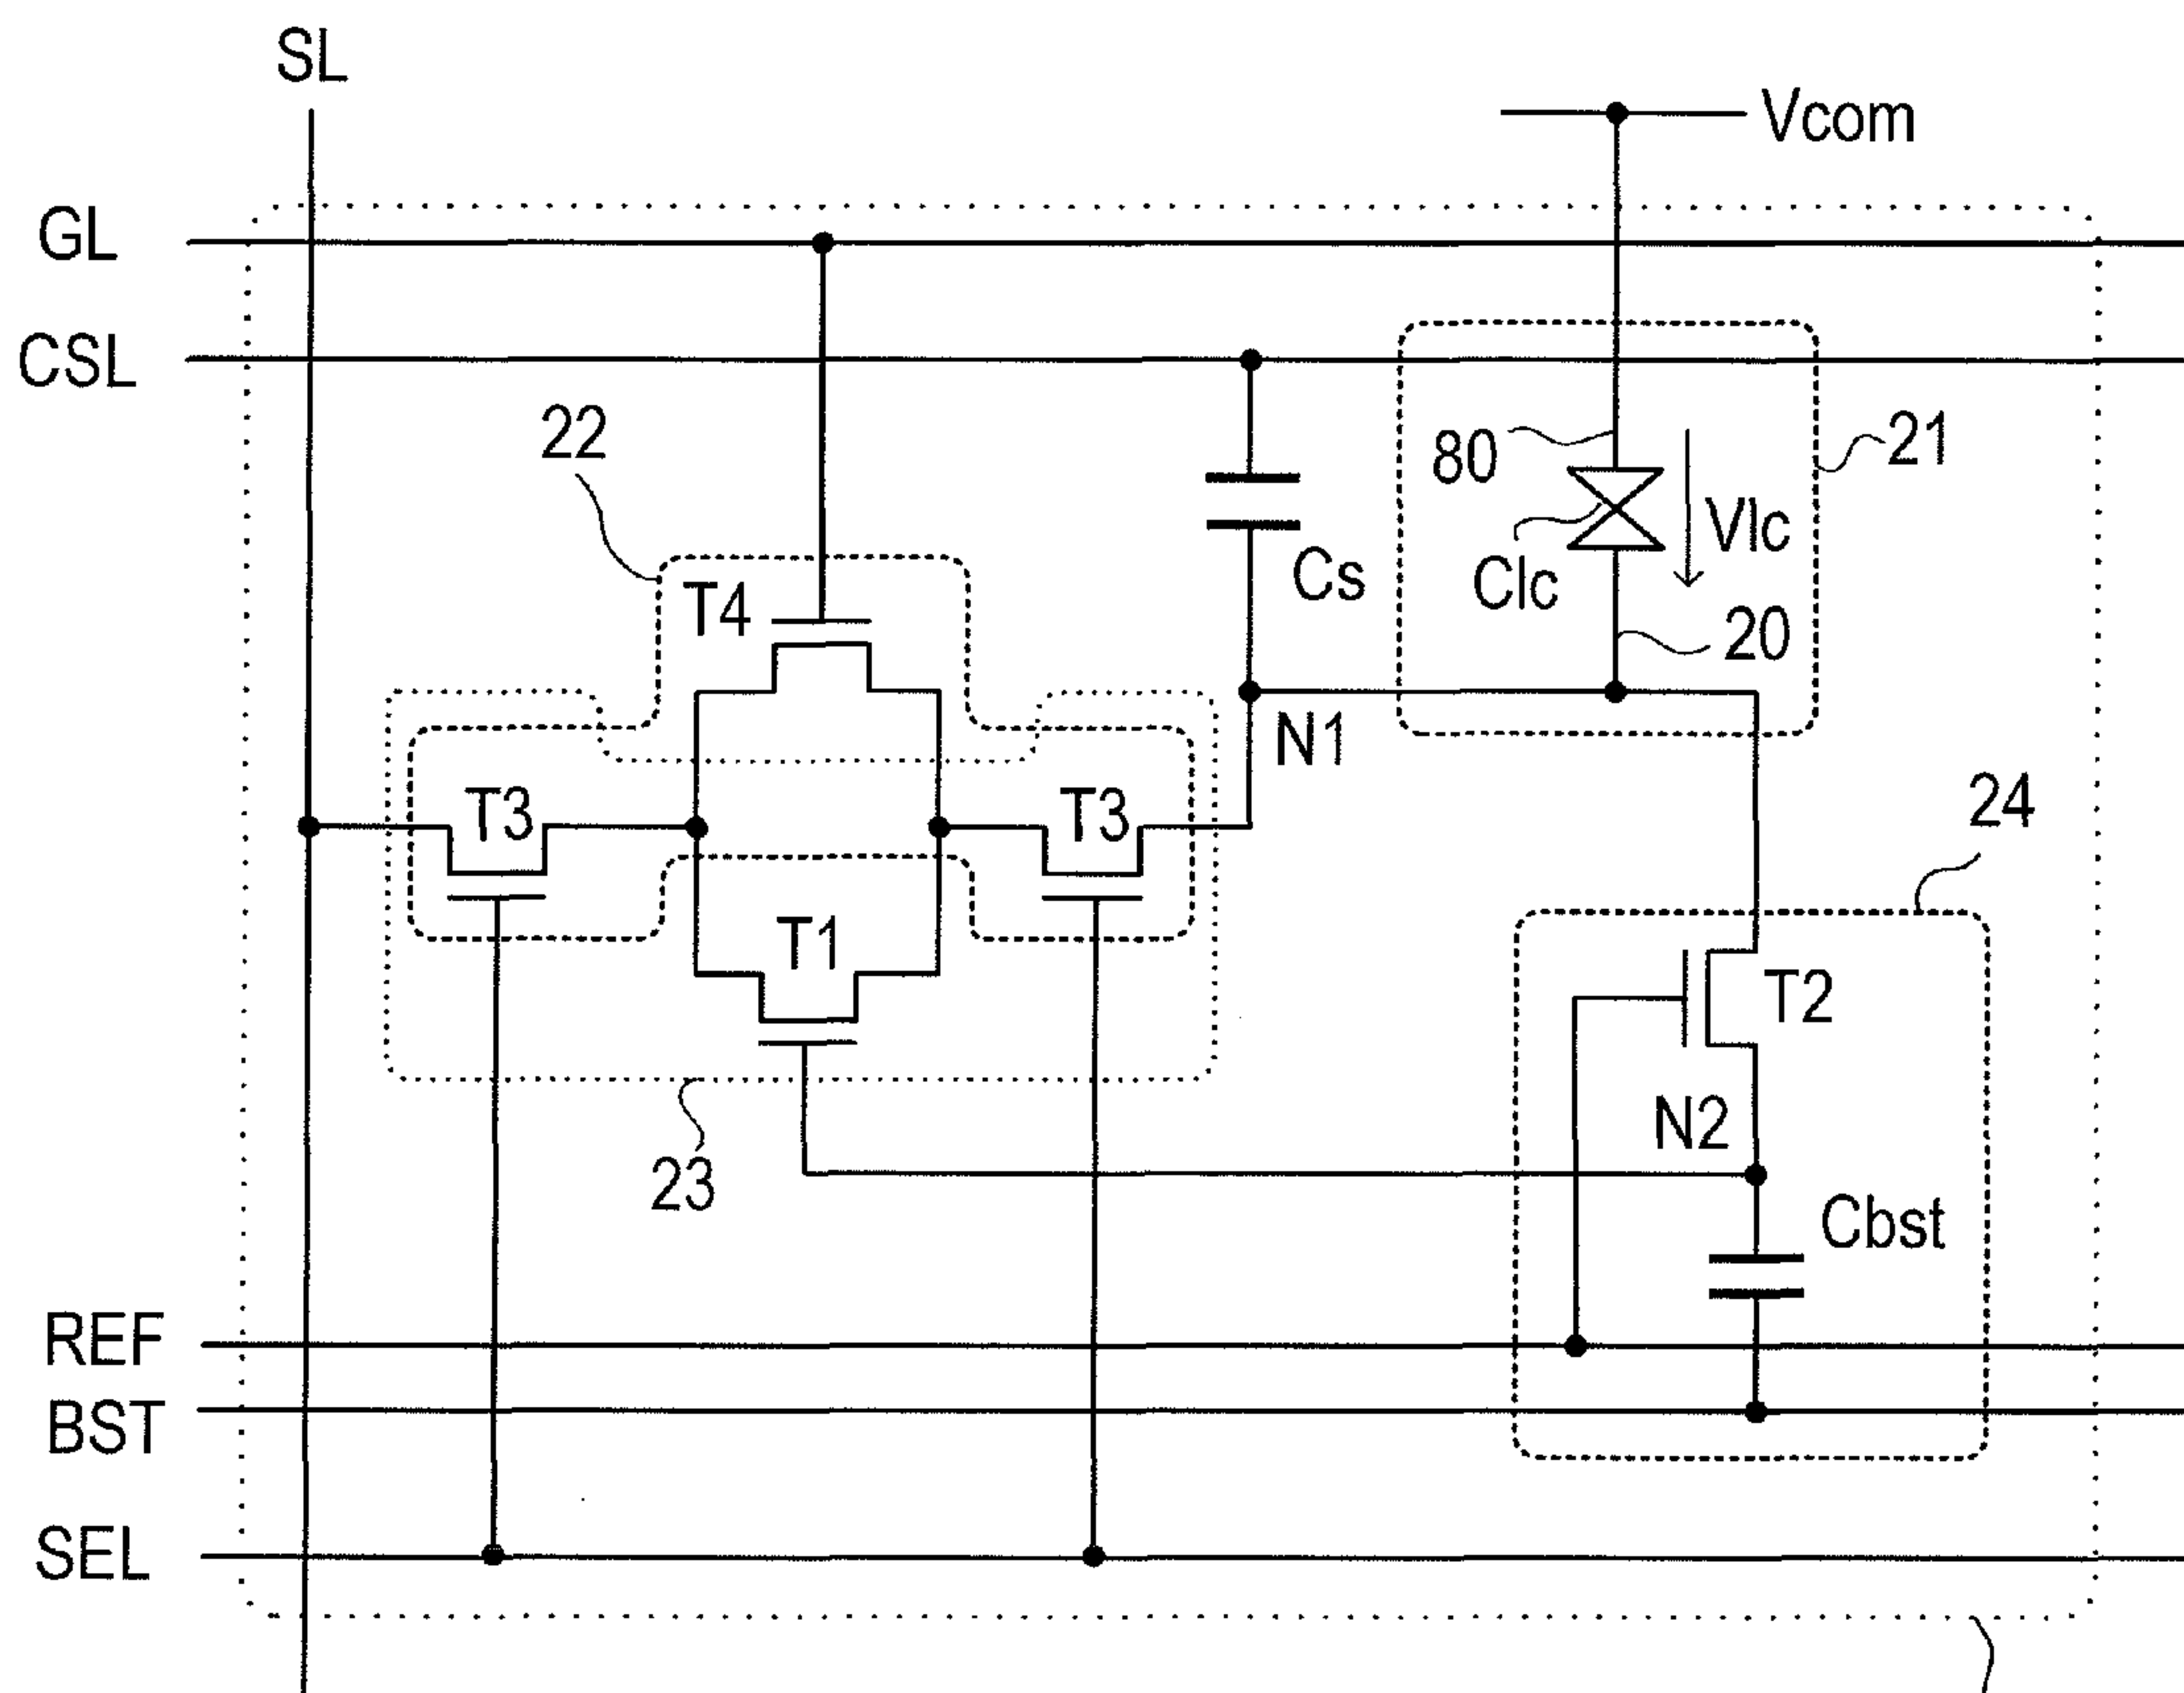 SL
Vcom
GL
CSL
22
80
21
Vlc
Clc
Cs
20
T4
N1
T3
T3
24
T1
T2
N2
23
Cbst
REF
BST
SEL